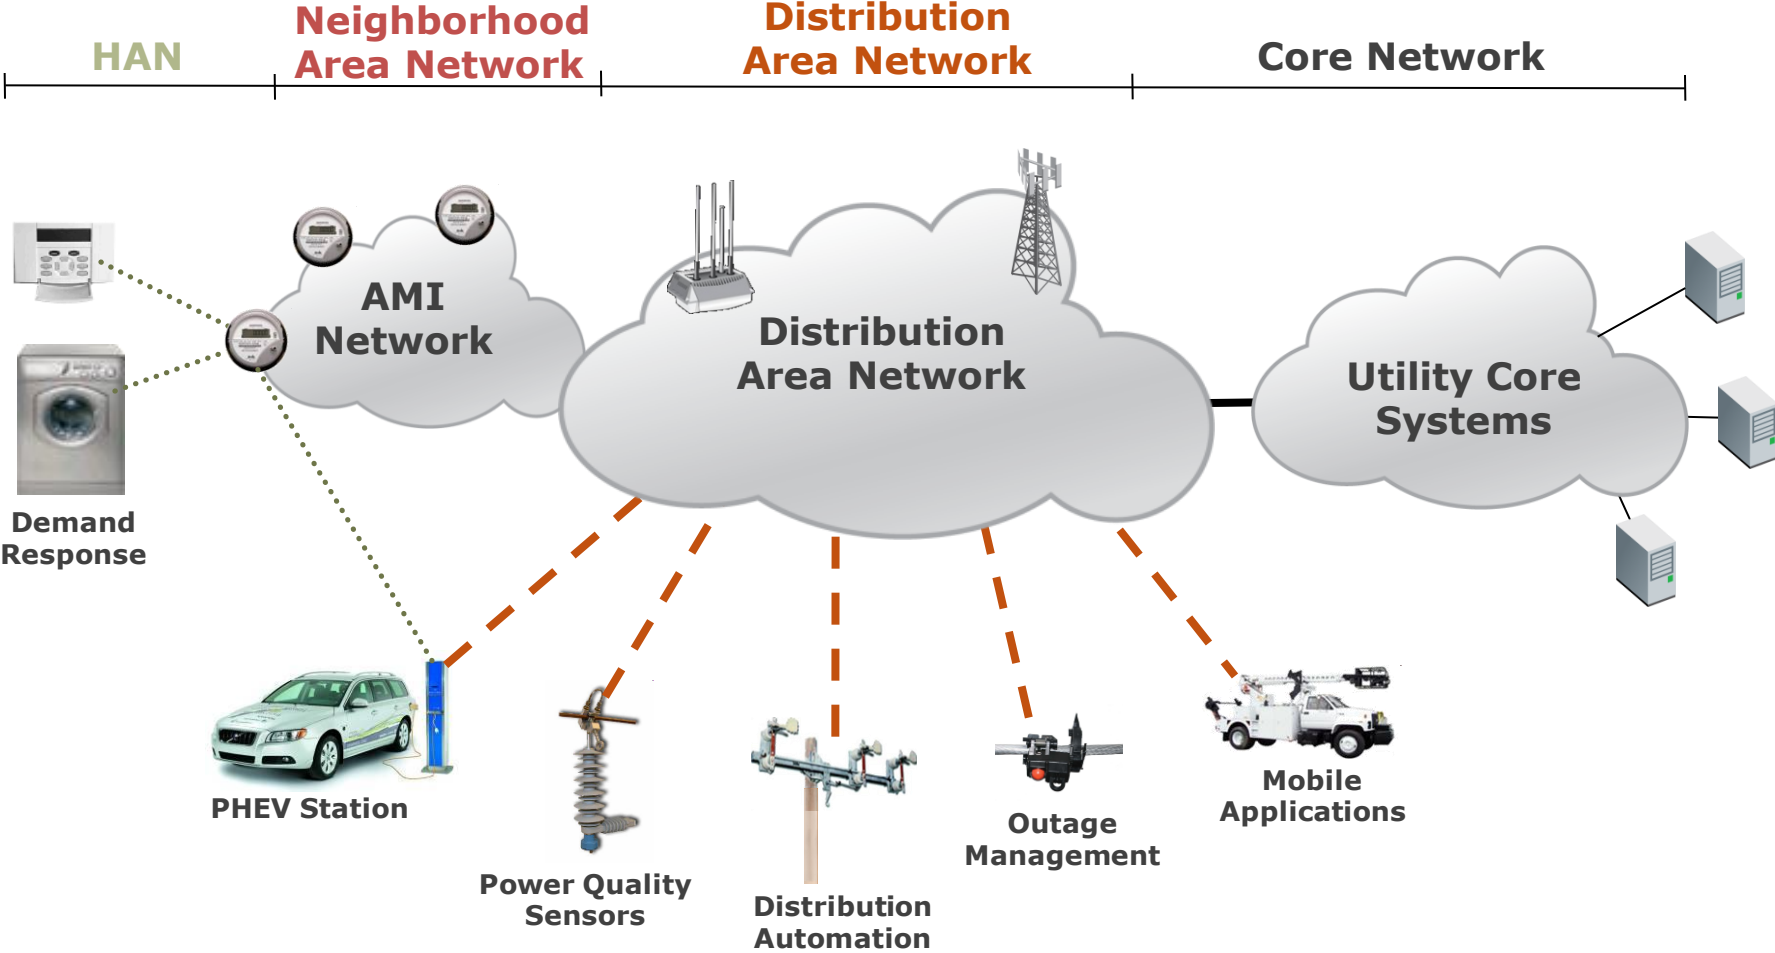 HAN
Neighborhood
Area Network
Distribution
Area Network
Core Network
AMI
Network
Distribution
Area Network
Utility Core
Systems
Demand
Response
PHEV Station
Power Quality
Sensors
Distribution
Automation
Outage
Management
Mobile
Applications